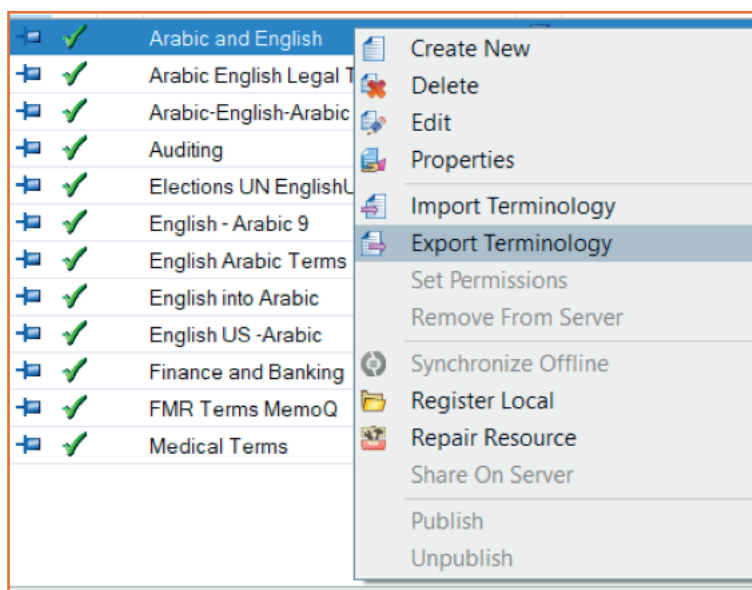 Arabic and English
Arabic English Legal
Arabic-English-Arabic
Auditing
Elections UN English
English - Arabic 9
English Arabic Terms
English into Arabic
English US -Arabic
Finance and Banking
FMR Terms MemoQ
Medical Terms
Create New
Delete
Edit
Properties
Import Terminology
Export Terminology
Set Permissions
Remove From Server
Synchronize Offline
Register Local
Repair Resource
Share On Server
Publish
Unpublish